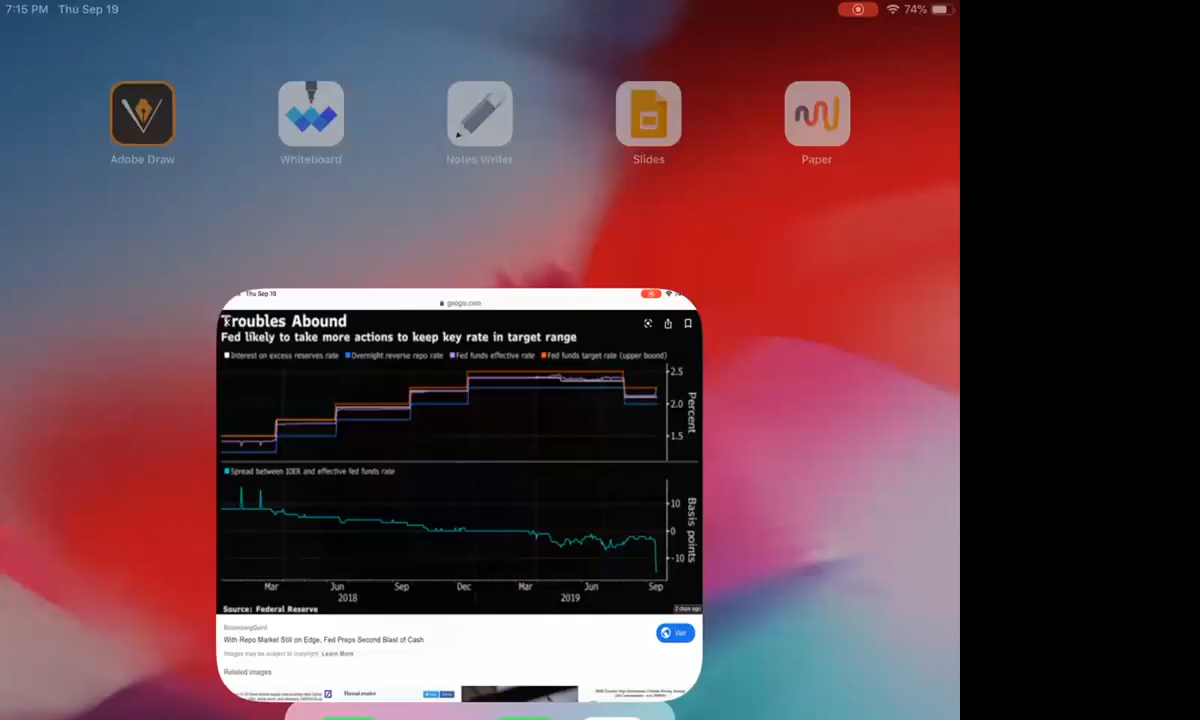 7:15 PM Thu Sep 19
74%
Adobe Draw
Whiteboard
Notes Writer
Slides
Paper
Thu Sep 19
google.com
Troubles Abound
Fed likely to take more actions to keep key rate in target range
Interest on excess reserves rate Overnight reverse repo rate Fed funds effective rate Fed funds target rate (upper bound)
2.5
2.0
1.5
Percent
Spread between IOER and effective fed funds rate
10
0
-10
Basis points
Mar Jun Sep Dec Mar Jun Sep
2018 2019
Source: Federal Reserve
2 days ago
BloombergQuint
With Repo Market Still on Edge, Fed Preps Second Blast of Cash
Images may be subject to copyright. Learn More
Related images